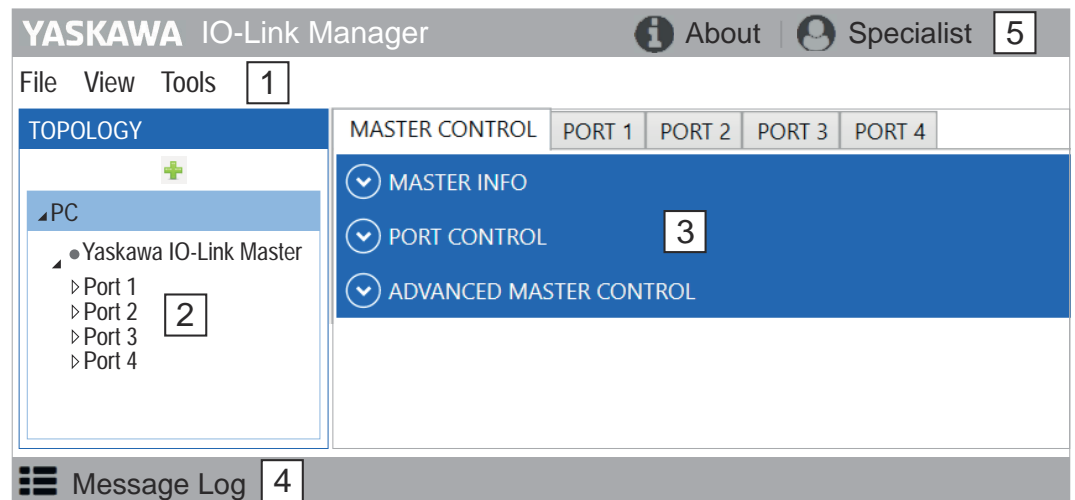 YASKAWA IO-Link Manager About Specialist 5
File View Tools 1
TOPOLOGY
PC
Yaskawa IO-Link Master
Port 1
Port 2
Port 3
Port 4
2
MASTER CONTROL PORT 1 PORT 2 PORT 3 PORT 4
MASTER INFO
PORT CONTROL 3
ADVANCED MASTER CONTROL
Message Log 4